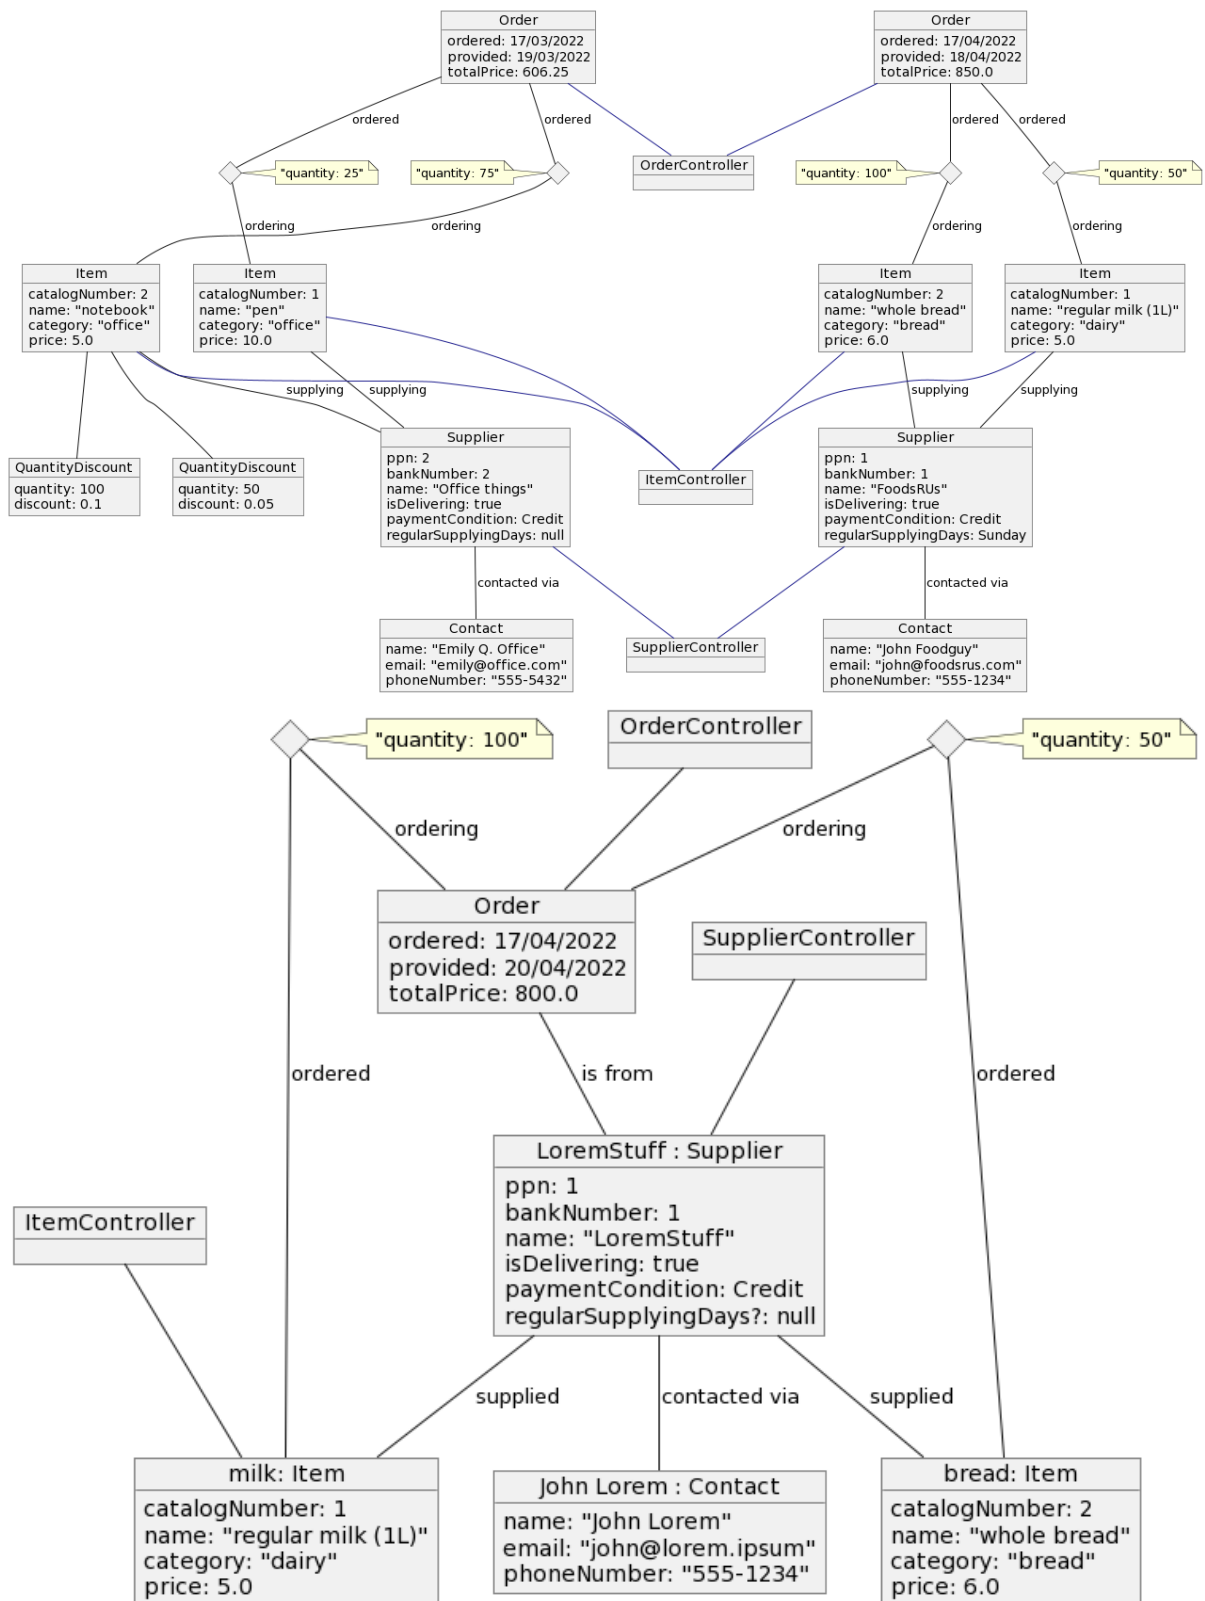 Order
ordered: 17/03/2022
provided: 19/03/2022
totalPrice: 606.25
Order
ordered: 17/04/2022
provided: 18/04/2022
totalPrice: 850.0
ordered
ordered
ordered
ordered
"quantity: 25"
"quantity: 75"
OrderController
"quantity: 100"
"quantity: 50"
ordering
ordering
ordering
ordering
Item
catalogNumber: 2
name: "notebook"
category: "office"
price: 5.0
Item
catalogNumber: 1
name: "pen"
category: "office"
price: 10.0
Item
catalogNumber: 2
name: "whole bread"
category: "bread"
price: 6.0
Item
catalogNumber: 1
name: "regular milk (1L)"
category: "dairy"
price: 5.0
supplying
supplying
supplying
supplying
QuantityDiscount
quantity: 100
discount: 0.1
QuantityDiscount
quantity: 50
discount: 0.05
Supplier
ppn: 2
bankNumber: 2
name: "Office things"
isDelivering: true
paymentCondition: Credit
regularSupplyingDays: null
ItemController
Supplier
ppn: 1
bankNumber: 1
name: "FoodsRUs"
isDelivering: true
paymentCondition: Credit
regularSupplyingDays: Sunday
contacted via
contacted via
Contact
name: "Emily Q. Office"
email: "emily@office.com"
phoneNumber: "555-5432"
SupplierController
Contact
name: "John Foodguy"
email: "john@foodsrus.com"
phoneNumber: "555-1234"
"quantity: 100"
OrderController
"quantity: 50"
ordering
ordering
Order
ordered: 17/04/2022
provided: 20/04/2022
totalPrice: 800.0
SupplierController
ordered
is from
ordered
LoremStuff : Supplier
ppn: 1
bankNumber: 1
name: "LoremStuff"
isDelivering: true
paymentCondition: Credit
regularSupplyingDays?: null
ItemController
supplied
contacted via
supplied
milk: Item
catalogNumber: 1
name: "regular milk (1L)"
category: "dairy"
price: 5.0
John Lorem : Contact
name: "John Lorem"
email: "john@lorem.ipsum"
phoneNumber: "555-1234"
bread: Item
catalogNumber: 2
name: "whole bread"
category: "bread"
price: 6.0